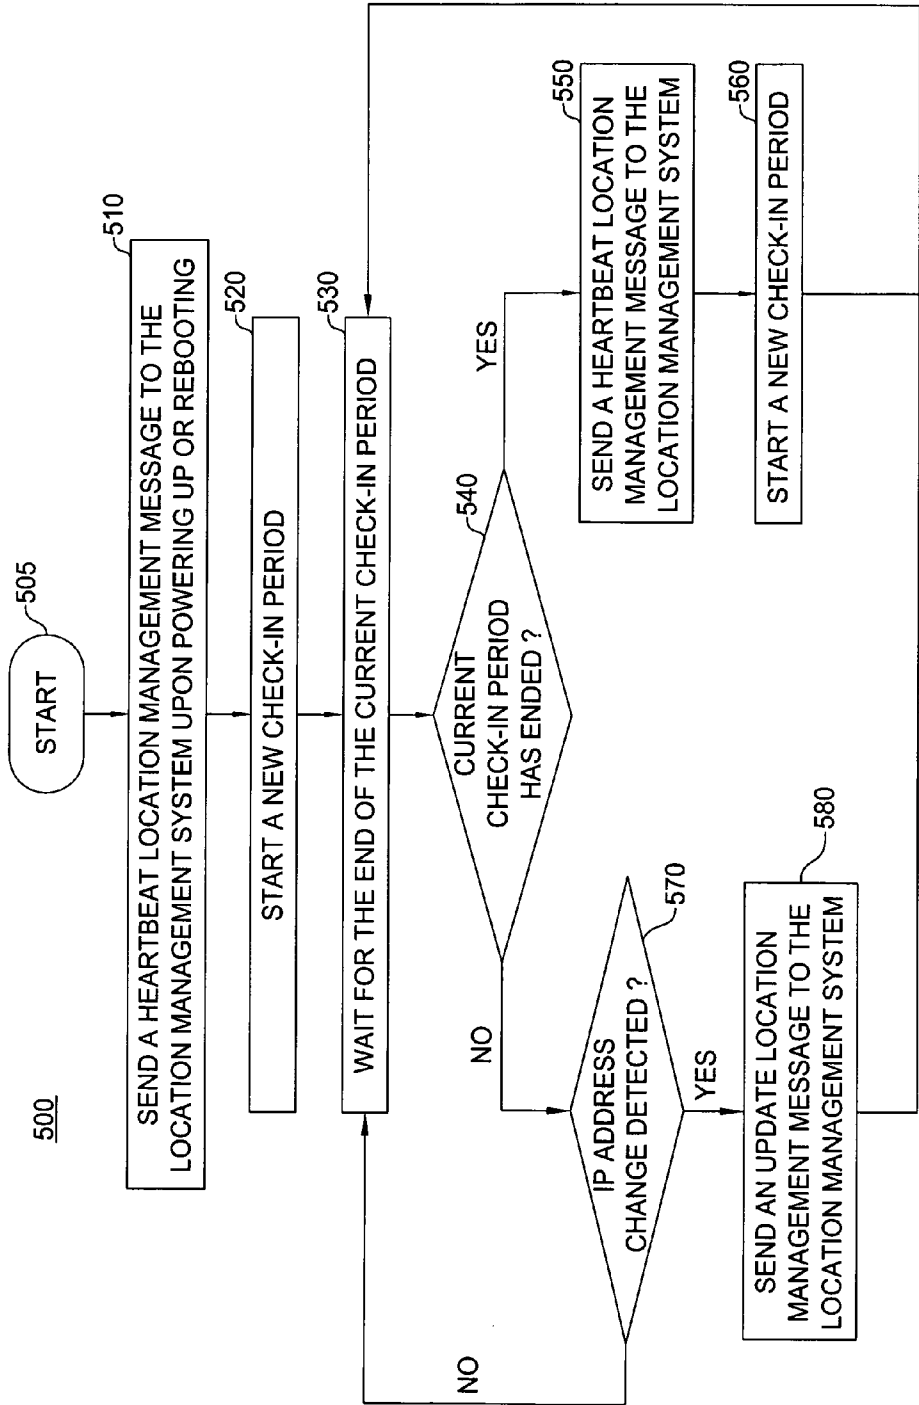 500
START
505
SEND A HEARTBEAT LOCATION MANAGEMENT MESSAGE TO THE
LOCATION MANAGEMENT SYSTEM UPON POWERING UP OR REBOOTING
510
START A NEW CHECK-IN PERIOD
520
WAIT FOR THE END OF THE CURRENT CHECK-IN PERIOD
530
CURRENT
CHECK-IN PERIOD
HAS ENDED ?
540
YES
SEND A HEARTBEAT LOCATION
MANAGEMENT MESSAGE TO THE
LOCATION MANAGEMENT SYSTEM
550
START A NEW CHECK-IN PERIOD
560
NO
IP ADDRESS
CHANGE DETECTED ?
570
NO
YES
SEND AN UPDATE LOCATION
MANAGEMENT MESSAGE TO THE
LOCATION MANAGEMENT SYSTEM
580